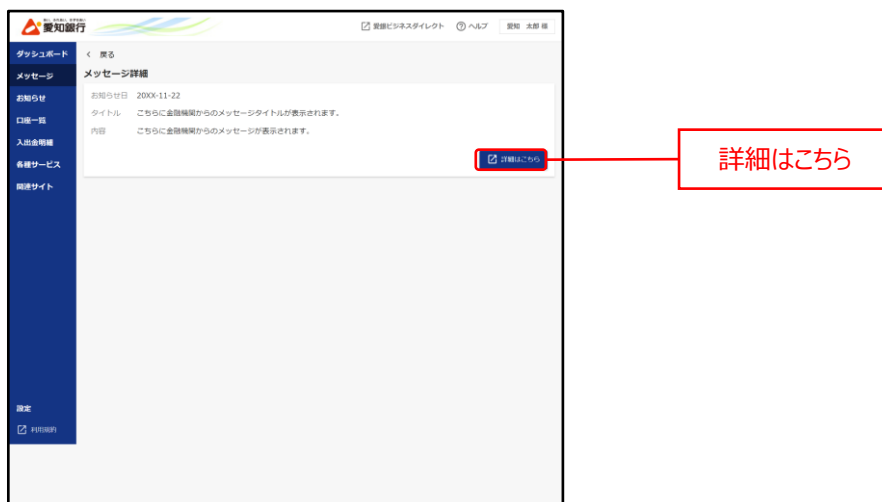 愛知銀行
愛銀ビジネスダイレクト
ヘルプ
愛知 太郎 様
ダッシュボード
メッセージ
お知らせ
口座一覧
入出金明細
各種サービス
関連サイト
設定
利用規約
< 戻る
メッセージ詳細
お知らせ日 20XX-11-22
タイトル こちらに金融機関からのメッセージタイトルが表示されます。
内容 こちらに金融機関からのメッセージが表示されます。
詳細はこちら
詳細はこちら